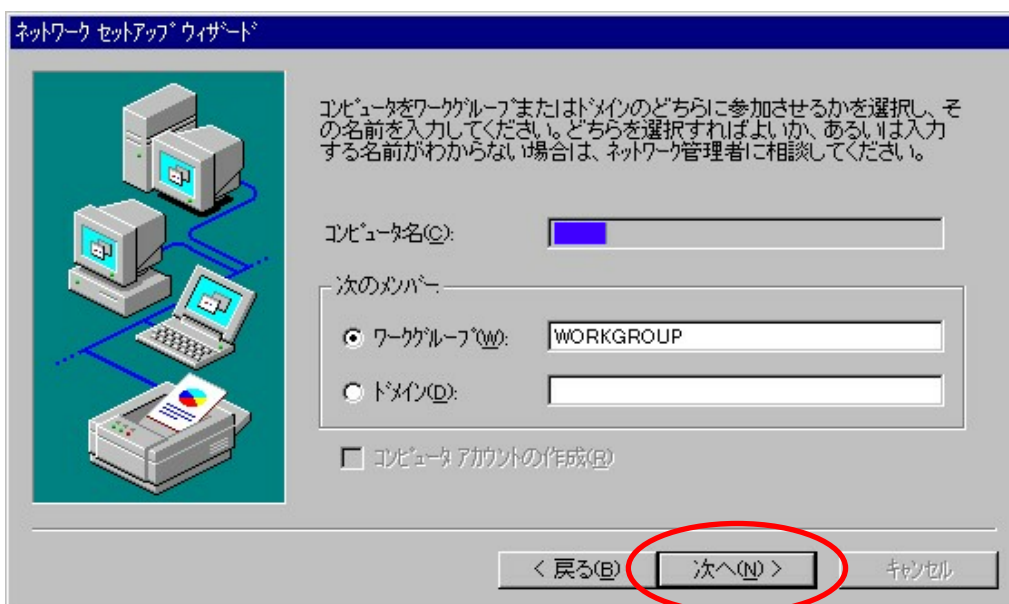 ネットワーク セットアップ ウィザード
コンピュータをワークグループまたはドメインのどちらに参加させるかを選択し、そ
の名前を入力してください。どちらを選択すればよいか、あるいは入力
する名前がわからない場合は、ネットワーク管理者に相談してください。
コンピュータ名(C):
次のメンバー:
ワークグループ(W): WORKGROUP
ドメイン(D):
コンピュータ アカウントの作成(R)
< 戻る(B) 次へ(N) > キャンセル